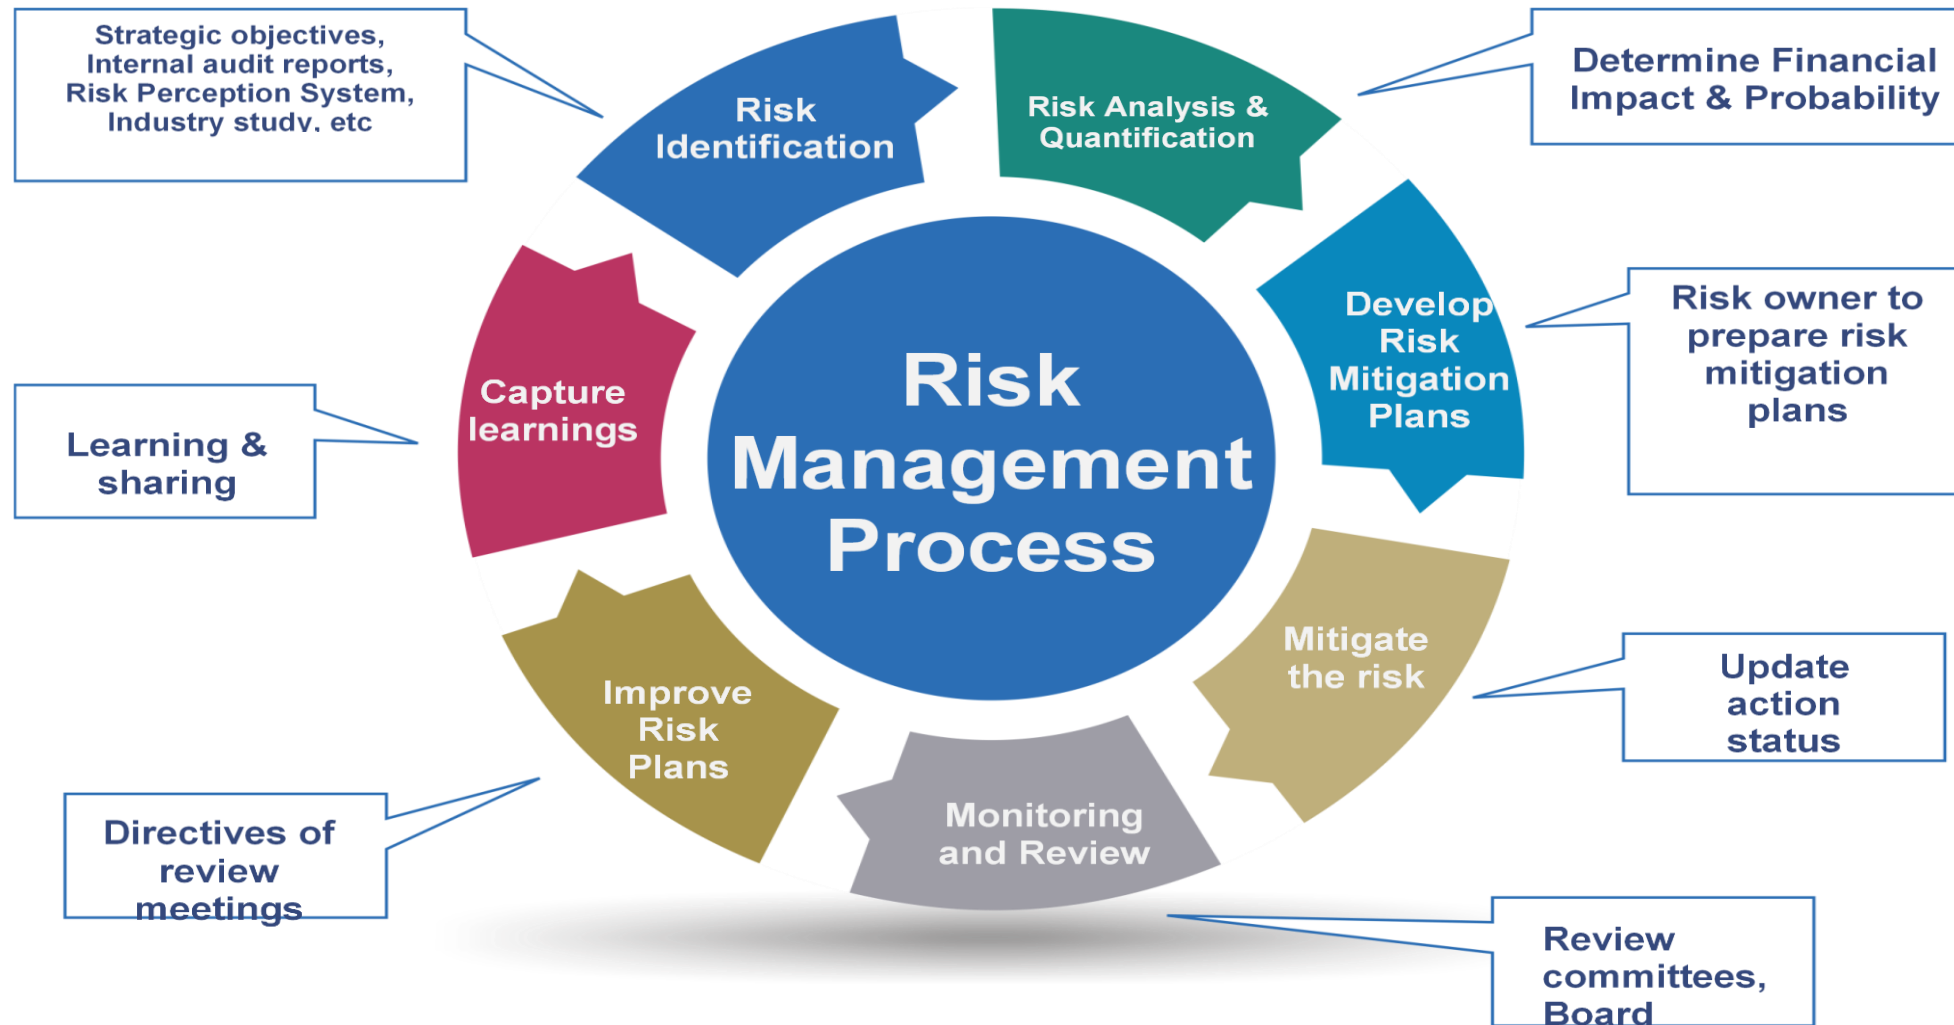 Strategic objectives,
Internal audit reports,
Risk Perception System,
Industry study, etc
Risk
Identification
Risk Analysis &
Quantification
Determine Financial
Impact & Probability
Develop
Risk
Mitigation
Plans
Risk owner to
prepare risk
mitigation
plans
Mitigate
the risk
Update
action
status
Monitoring
and Review
Review
committees,
Board
Improve
Risk
Plans
Directives of
review
meetings
Capture
learnings
Learning &
sharing
Risk
Management
Process